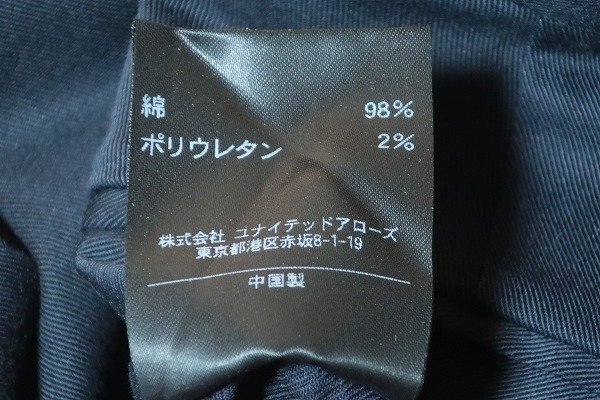 綿 98%
ポリウレタン 2%
株式会社 ユナイテッドアローズ
東京都港区赤坂8-1-19
中国製